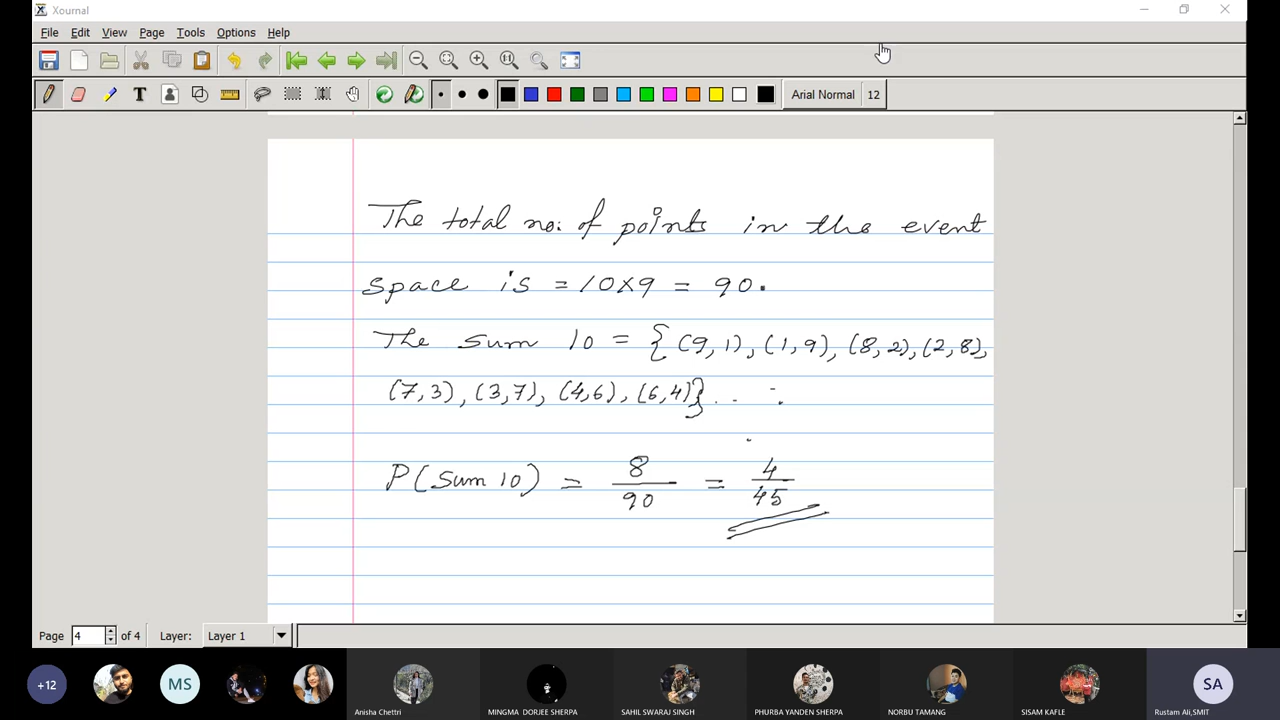 Xournal
File Edit View Page Tools Options Help
T Arial Normal 12
The total no. of points in the event
space is = 10×9 = 90.
The sum 10 = {(9,1), (1,9), (8,2), (2,8),
(7,3), (3,7), (4,6), (6,4)}
P(sum 10) = 8/90 = 4/45
Page 4 of 4 Layer: Layer 1
+12 MS SA
Anisha Chettri MINGMA DORJEE SHERPA SAHIL SWARAJ SINGH PHURBA YANDEN SHERPA NORBU TAMANG SISAM KAFLE Rustam Ali,SMIT